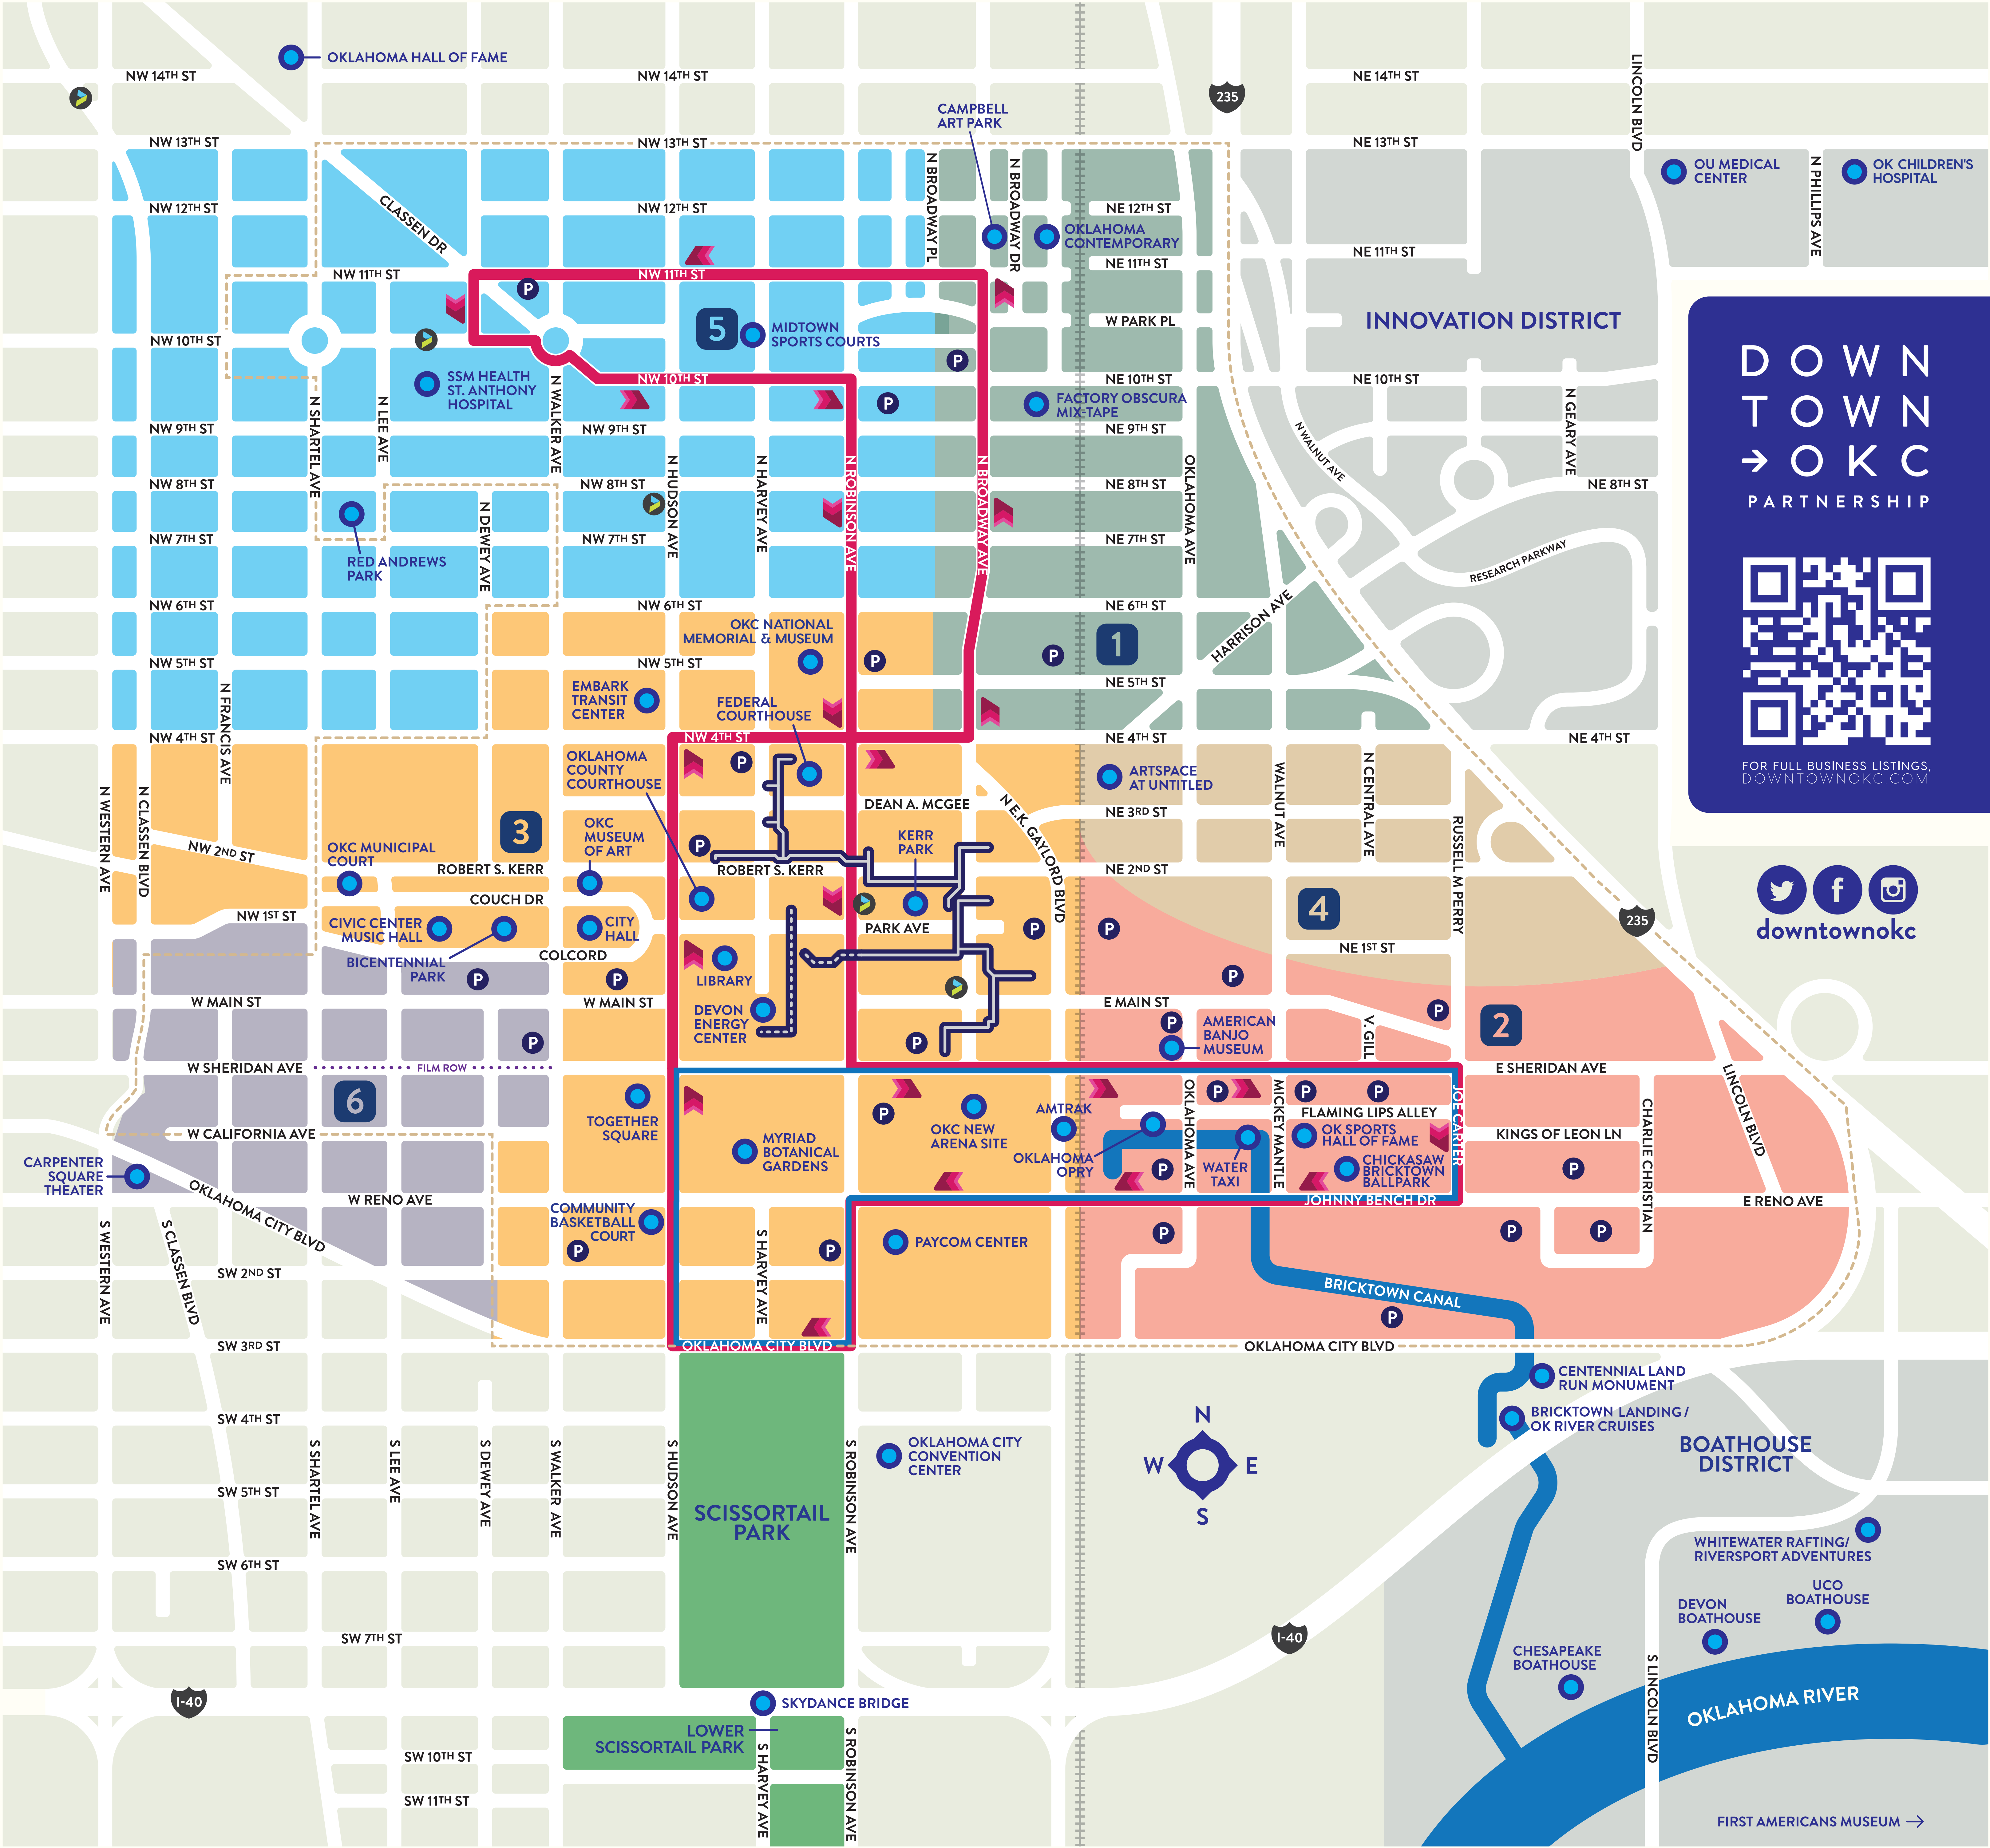 OKLAHOMA HALL OF FAME
NW 14TH ST
NW 14TH ST
NE 14TH ST
LINCOLN BLVD
235
CAMPBELL
ART PARK
NW 13TH ST
NW 13TH ST
NE 13TH ST
N BROADWAY PL
N BROADWAY DR
OU MEDICAL
CENTER
N PHILLIPS AVE
OK CHILDREN'S
HOSPITAL
NW 12TH ST
CLASSEN DR
NW 12TH ST
NE 12TH ST
OKLAHOMA
CONTEMPORARY
NW 11TH ST
NW 11TH ST
NE 11TH ST
NE 11TH ST
P
5
MIDTOWN
SPORTS COURTS
W PARK PL
INNOVATION DISTRICT
NW 10TH ST
P
SSM HEALTH
ST. ANTHONY
HOSPITAL
NW 10TH ST
NE 10TH ST
NE 10TH ST
P
FACTORY OBSCURA
MIX-TAPE
N SHARTEL AVE
N LEE AVE
N WALKER AVE
N GEARY AVE
NW 9TH ST
NW 9TH ST
NE 9TH ST
N WALNUT AVE
N HUDSON AVE
N HARVEY AVE
N ROBINSON AVE
N BROADWAY AVE
OKLAHOMA AVE
NW 8TH ST
NW 8TH ST
NE 8TH ST
NE 8TH ST
N DEWEY AVE
NW 7TH ST
NW 7TH ST
NE 7TH ST
RED ANDREWS
PARK
RESEARCH PARKWAY
NW 6TH ST
NW 6TH ST
NE 6TH ST
HARRISON AVE
OKC NATIONAL
MEMORIAL & MUSEUM
P
P
1
NW 5TH ST
NW 5TH ST
NE 5TH ST
N FRANCIS AVE
EMBARK
TRANSIT
CENTER
FEDERAL
COURTHOUSE
NW 4TH ST
NW 4TH ST
NE 4TH ST
NE 4TH ST
OKLAHOMA
COUNTY
COURTHOUSE
P
ARTSPACE
AT UNTITLED
WALNUT AVE
N CENTRAL AVE
N WESTERN AVE
N CLASSEN BLVD
DEAN A. MCGEE
N E.K. GAYLORD BLVD
NE 3RD ST
RUSSELL M PERRY
3
OKC
MUSEUM
OF ART
P
KERR
PARK
NW 2ND ST
OKC MUNICIPAL
COURT
ROBERT S. KERR
ROBERT S. KERR
NE 2ND ST
COUCH DR
4
NW 1ST ST
CIVIC CENTER
MUSIC HALL
CITY
HALL
PARK AVE
P
P
235
COLCORD
NE 1ST ST
BICENTENNIAL
PARK
P
P
LIBRARY
P
W MAIN ST
W MAIN ST
E MAIN ST
DEVON
ENERGY
CENTER
P
P
P
P
AMERICAN
BANJO
MUSEUM
V. GILL
2
W SHERIDAN AVE
FILM ROW
E SHERIDAN AVE
LINCOLN BLVD
6
TOGETHER
SQUARE
P
OKC NEW
ARENA SITE
AMTRAK
OKLAHOMA AVE
P
MICKEY MANTLE
P
P
FLAMING LIPS ALLEY
JOE CARTER
CHARLIE CHRISTIAN
W CALIFORNIA AVE
OK SPORTS
HALL OF FAME
KINGS OF LEON LN
MYRIAD
BOTANICAL
GARDENS
CARPENTER
SQUARE
THEATER
OKLAHOMA
OPRY
P
WATER
TAXI
CHICKASAW
BRICKTOWN
BALLPARK
P
OKLAHOMA CITY BLVD
W RENO AVE
JOHNNY BENCH DR
E RENO AVE
COMMUNITY
BASKETBALL
COURT
P
S HARVEY AVE
P
PAYCOM CENTER
P
P
P
S WESTERN AVE
S CLASSEN BLVD
SW 2ND ST
BRICKTOWN CANAL
P
SW 3RD ST
OKLAHOMA CITY BLVD
OKLAHOMA CITY BLVD
CENTENNIAL LAND
RUN MONUMENT
SW 4TH ST
BRICKTOWN LANDING/
OK RIVER CRUISES
S SHARTEL AVE
S LEE AVE
S DEWEY AVE
S WALKER AVE
S HUDSON AVE
S ROBINSON AVE
OKLAHOMA CITY
CONVENTION
CENTER
N
W
E
S
BOATHOUSE
DISTRICT
SW 5TH ST
SCISSORTAIL
PARK
SW 6TH ST
WHITEWATER RAFTING/
RIVERSPORT ADVENTURES
UCO
BOATHOUSE
DEVON
BOATHOUSE
SW 7TH ST
I-40
CHESAPEAKE
BOATHOUSE
S LINCOLN BLVD
I-40
SKYDANCE BRIDGE
OKLAHOMA RIVER
LOWER
SCISSORTAIL PARK
S HARVEY AVE
S ROBINSON AVE
SW 10TH ST
SW 11TH ST
FIRST AMERICANS MUSEUM →
DOWN
TOWN
→OKC
PARTNERSHIP
FOR FULL BUSINESS LISTINGS,
DOWNTOWNOKC.COM
downtownokc